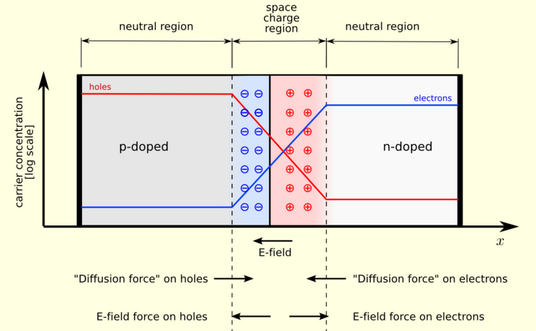 space
charge
region
neutral region
neutral region
holes
electrons
carrier concentration
[log scale]
p-doped
n-doped
x
E-field
"Diffusion force" on holes
"Diffusion force" on electrons
E-field force on holes
E-field force on electrons